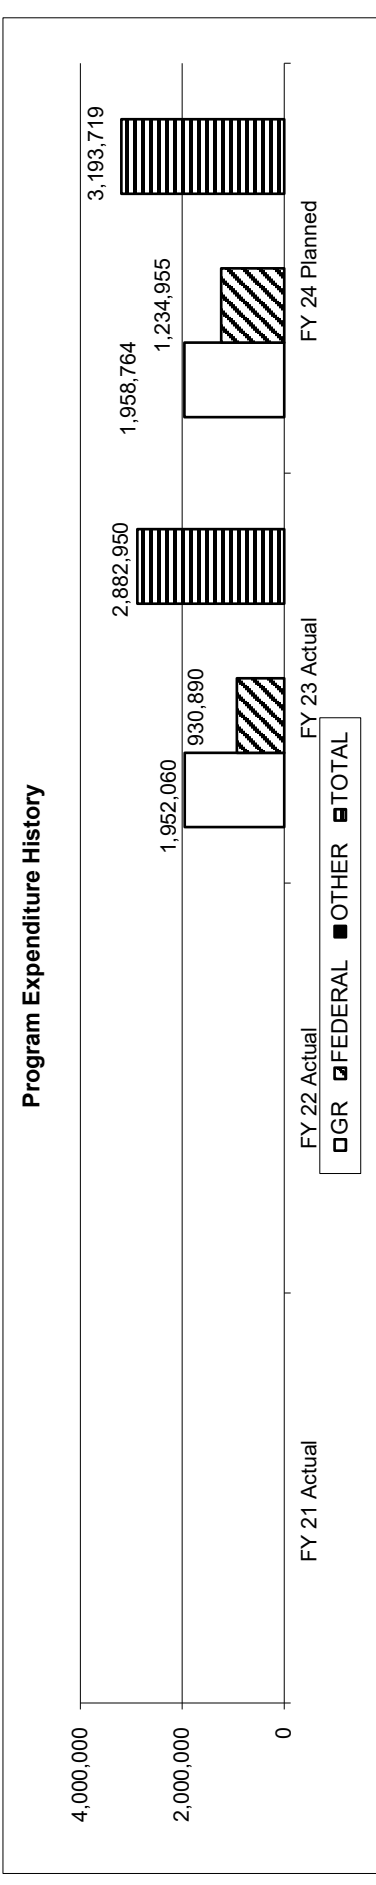 Program Expenditure History
4,000,000
2,000,000
0
1,952,060
930,890
2,882,950
1,958,764
1,234,955
3,193,719
FY 21 Actual
FY 22 Actual
FY 23 Actual
FY 24 Planned
GR FEDERAL OTHER TOTAL